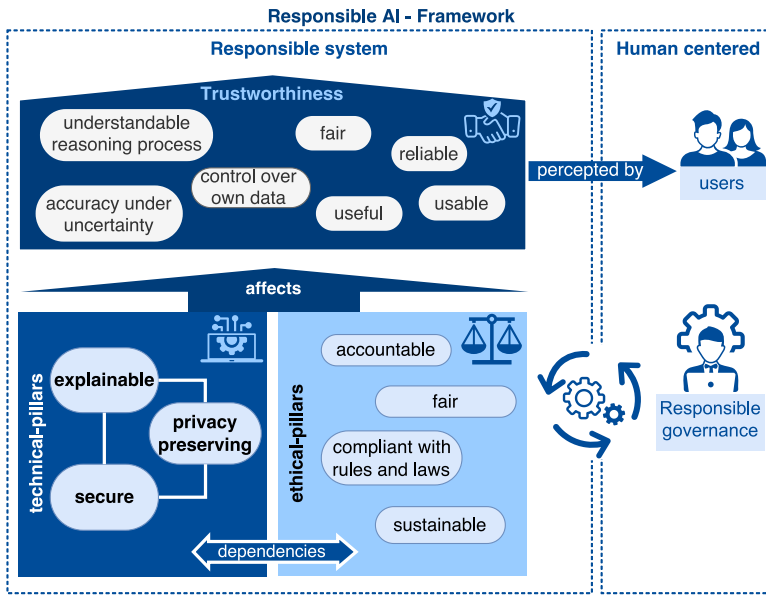 Responsible AI - Framework
Responsible system
Human centered
Trustworthiness
understandable
reasoning process
fair
reliable
control over
own data
accuracy under
uncertainty
useful
usable
percepted by
users
affects
technical-pillars
explainable
privacy
preserving
secure
ethical-pillars
accountable
fair
compliant with
rules and laws
sustainable
dependencies
Responsible
governance